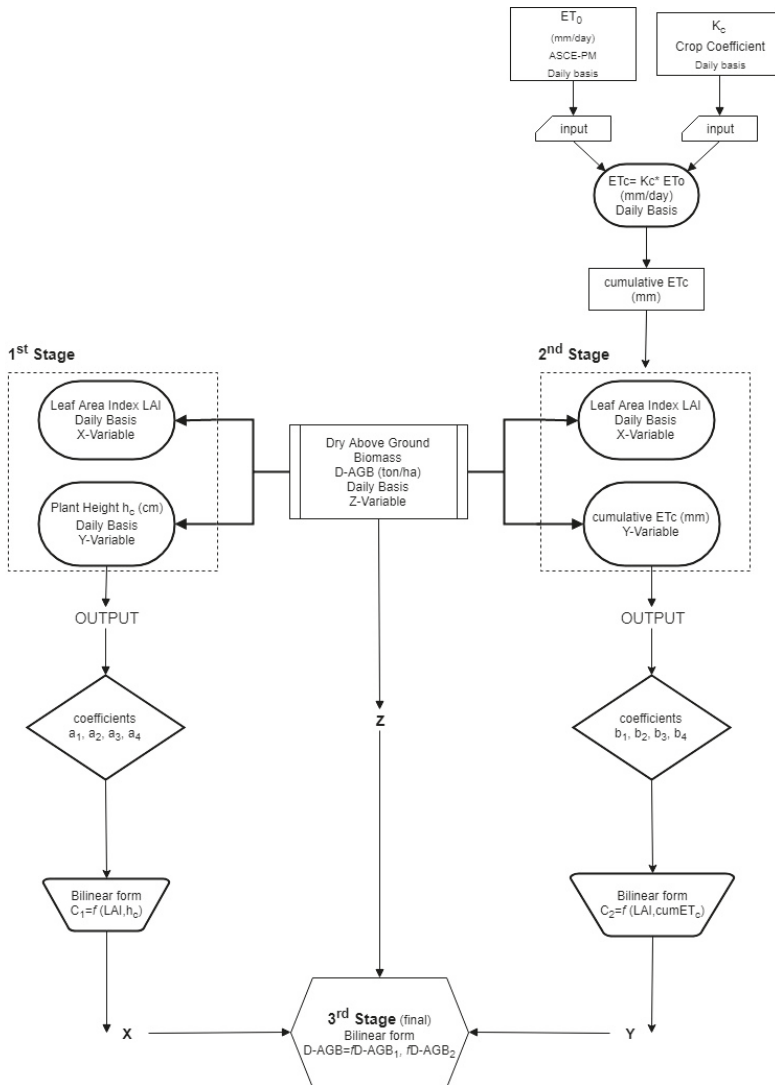 ET₀
(mm/day)
ASCE-PM
Daily basis
K_c
Crop Coefficient
Daily basis
input
input
ETc= Kc* ETo
(mm/day)
Daily Basis
cumulative ETc
(mm)
1ˢᵗ Stage
2ⁿᵈ Stage
Leaf Area Index LAI
Daily Basis
X-Variable
Plant Height h_c (cm)
Daily Basis
Y-Variable
Dry Above Ground
Biomass
D-AGB (ton/ha)
Daily Basis
Z-Variable
Leaf Area Index LAI
Daily Basis
X-Variable
cumulative ETc (mm)
Y-Variable
OUTPUT
OUTPUT
coefficients
a₁, a₂, a₃, a₄
Z
coefficients
b₁, b₂, b₃, b₄
Bilinear form
C₁=f (LAI,h_c)
Bilinear form
C₂=f (LAI,cumET_c)
X
3ʳᵈ Stage (final)
Bilinear form
D-AGB=fD-AGB₁, fD-AGB₂
Y